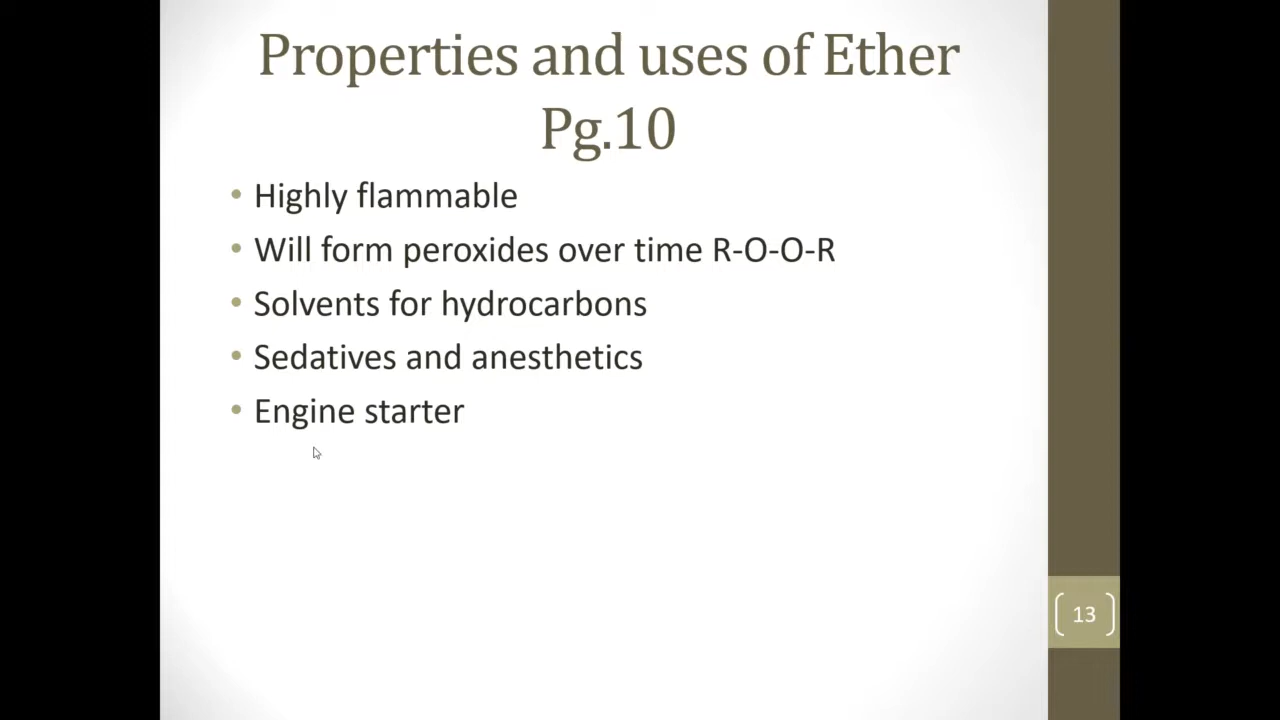 Properties and uses of Ether
Pg.10
• Highly flammable
• Will form peroxides over time R-O-O-R
• Solvents for hydrocarbons
• Sedatives and anesthetics
• Engine starter
13